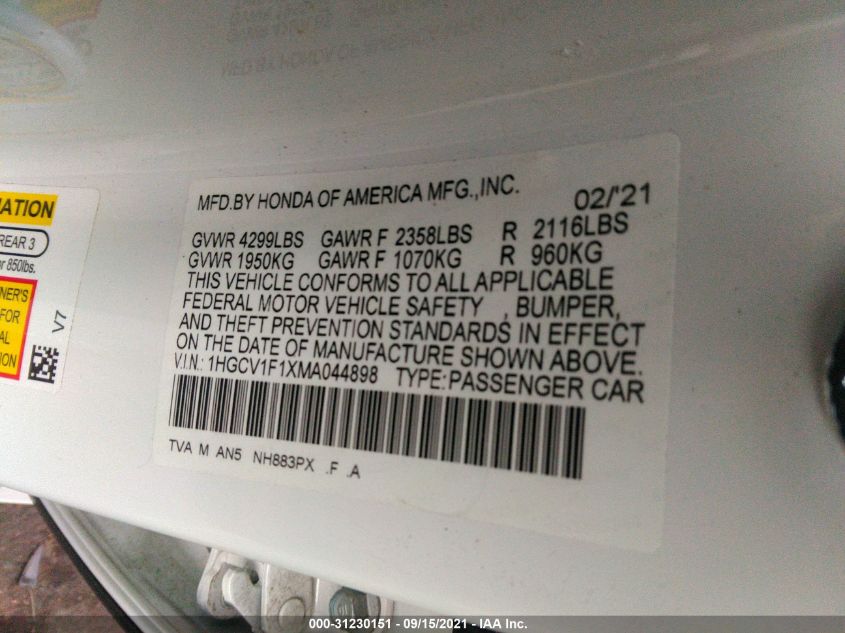 MFD.BY HONDA OF AMERICA MFG.,INC. 02/'21
GVWR 4299LBS GAWR F 2358LBS R 2116LBS
GVWR 1950KG GAWR F 1070KG R 960KG
THIS VEHICLE CONFORMS TO ALL APPLICABLE
FEDERAL MOTOR VEHICLE SAFETY , BUMPER,
AND THEFT PREVENTION STANDARDS IN EFFECT
ON THE DATE OF MANUFACTURE SHOWN ABOVE.
V.I.N.: 1HGCV1F1XMA044898 TYPE:PASSENGER CAR
TVA M AN5 NH883PX .F .A
REAR 3
850lbs.
FOR
V7
000-31230151 - 09/15/2021 - IAA Inc.